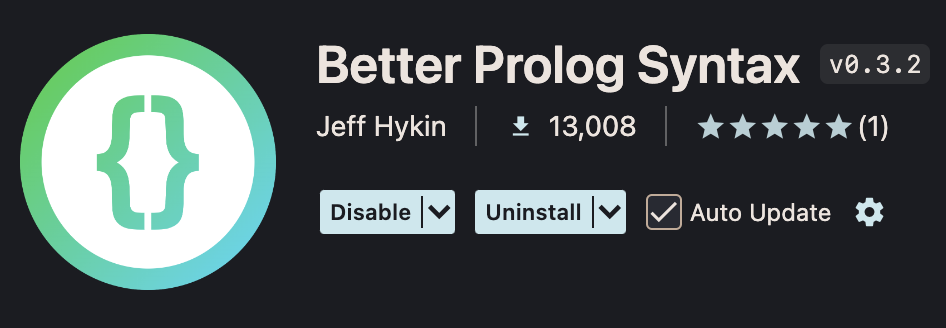 Better Prolog Syntax v0.3.2
Jeff Hykin 13,008 (1)
Disable Uninstall Auto Update